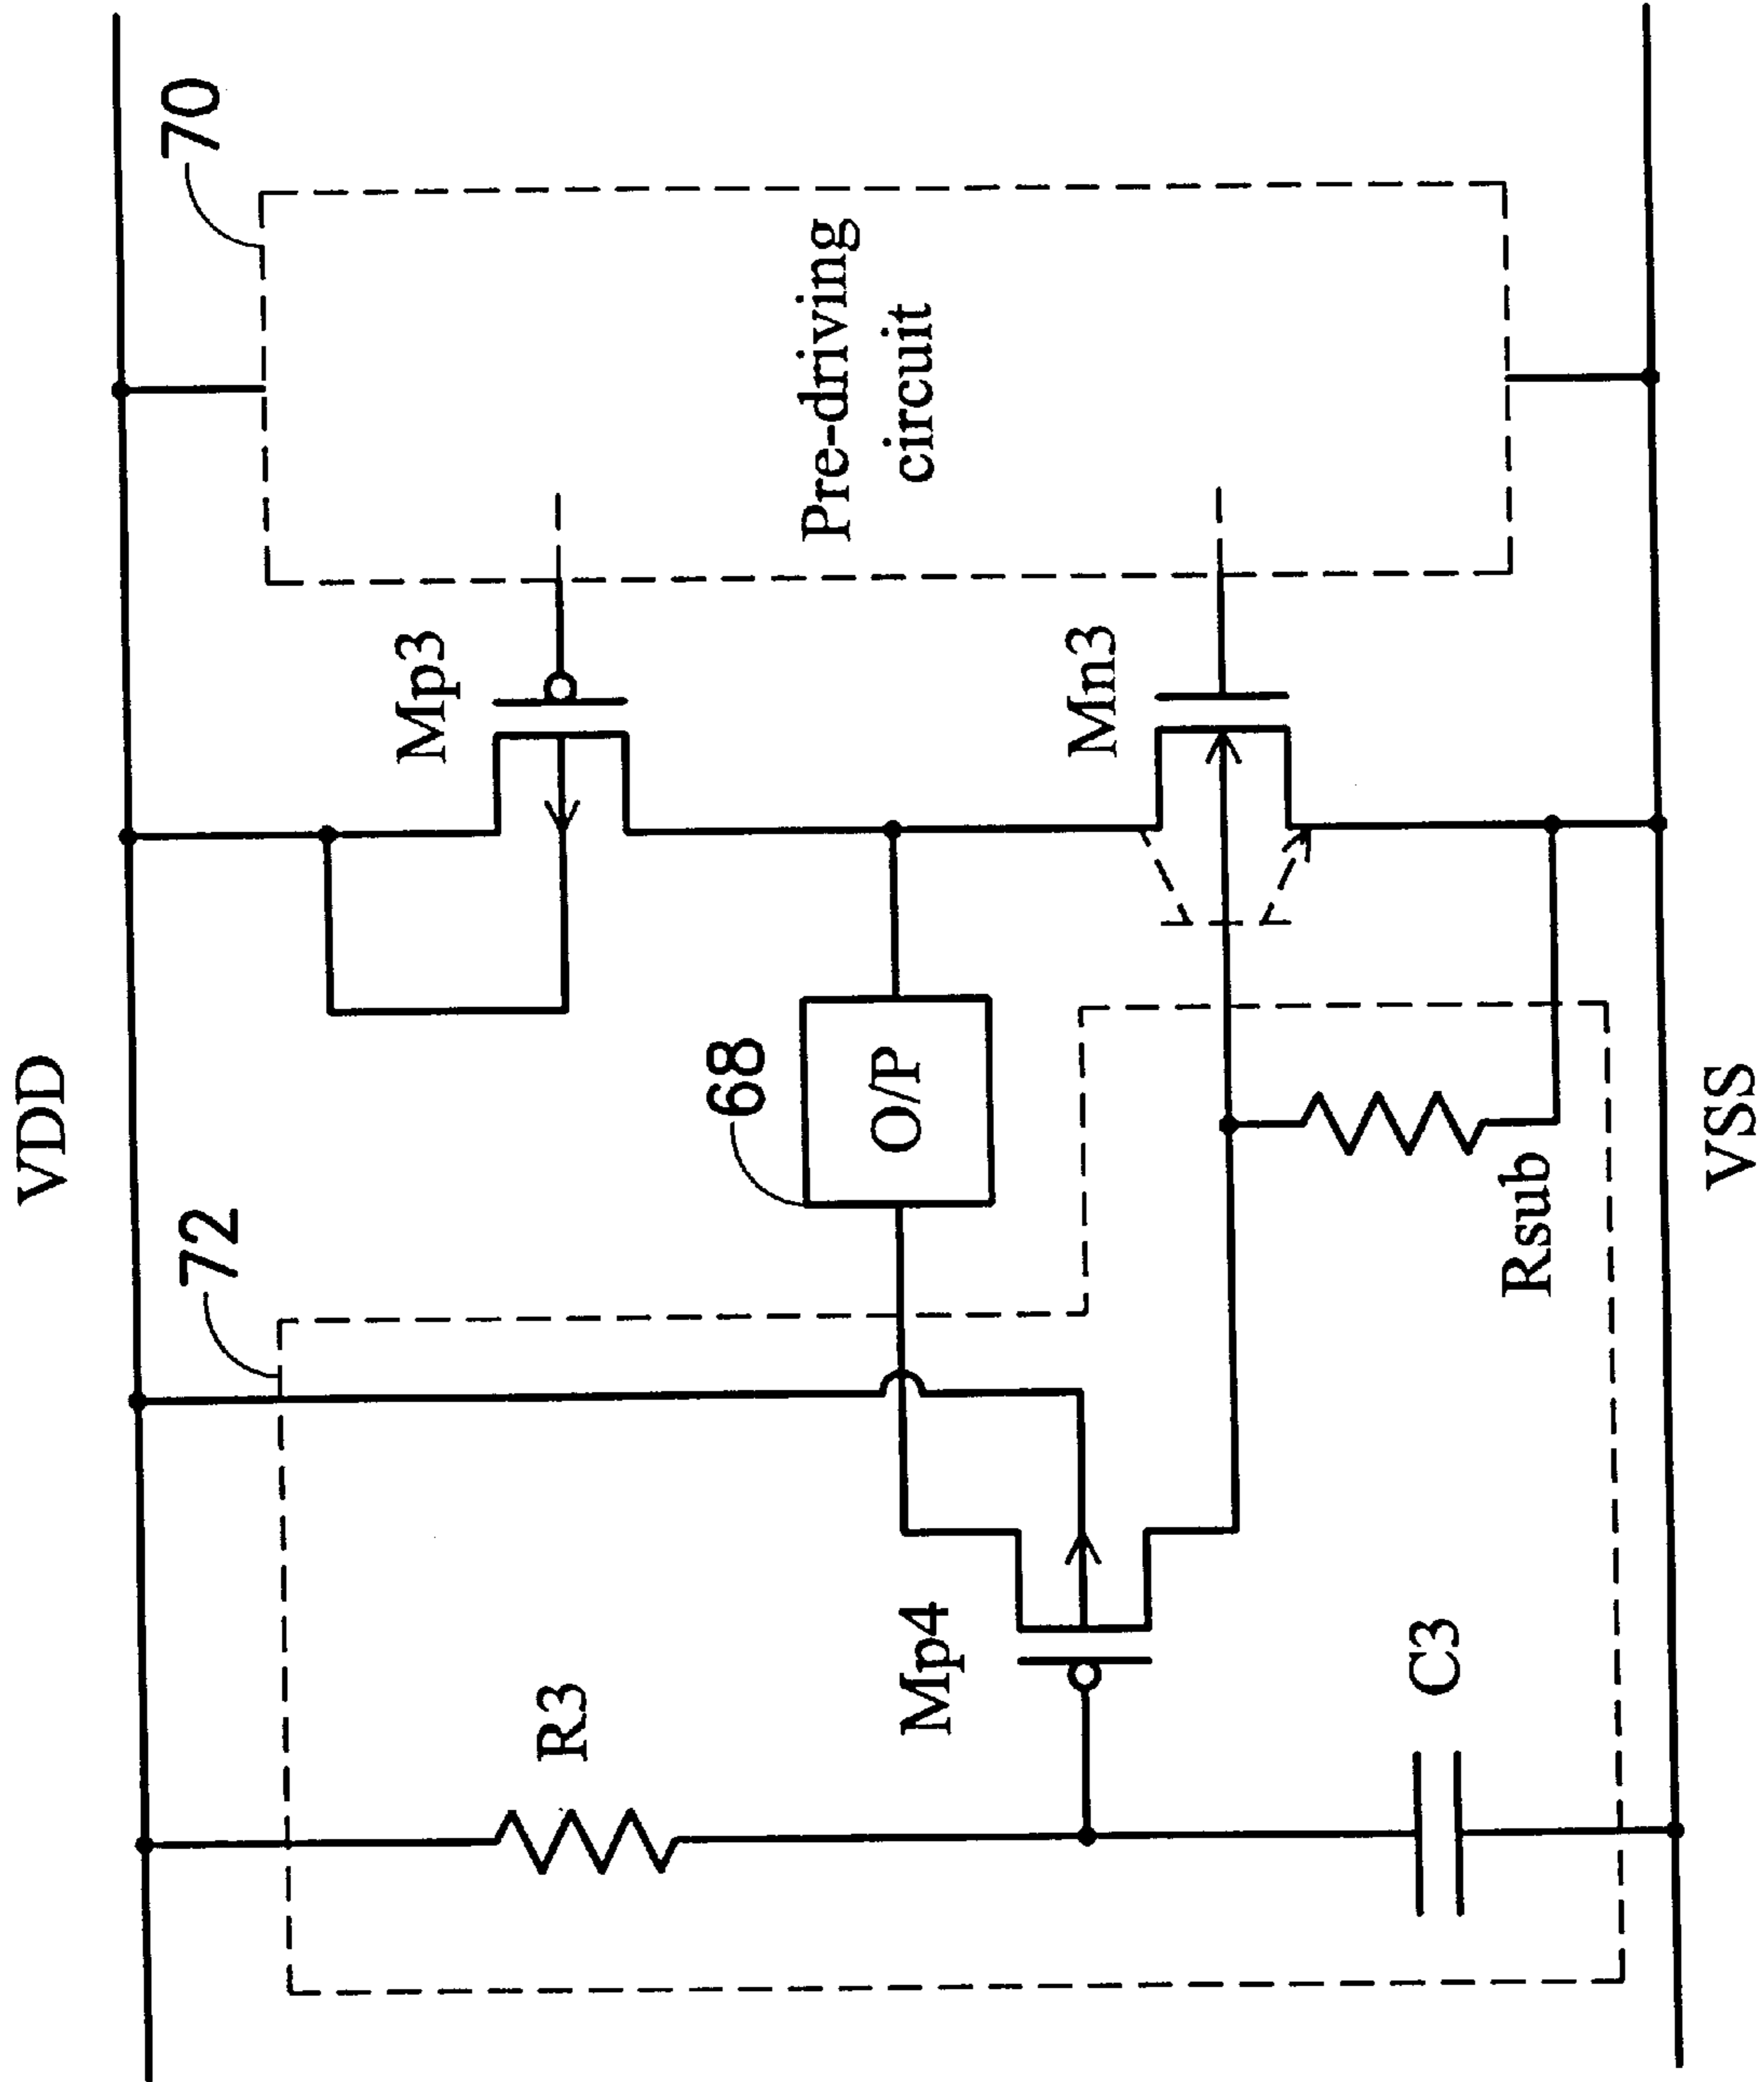 VDD
72
70
R3
Mp4
68
O/P
Mp3
Pre-driving
circuit
Mn3
C3
Rsub
VSS